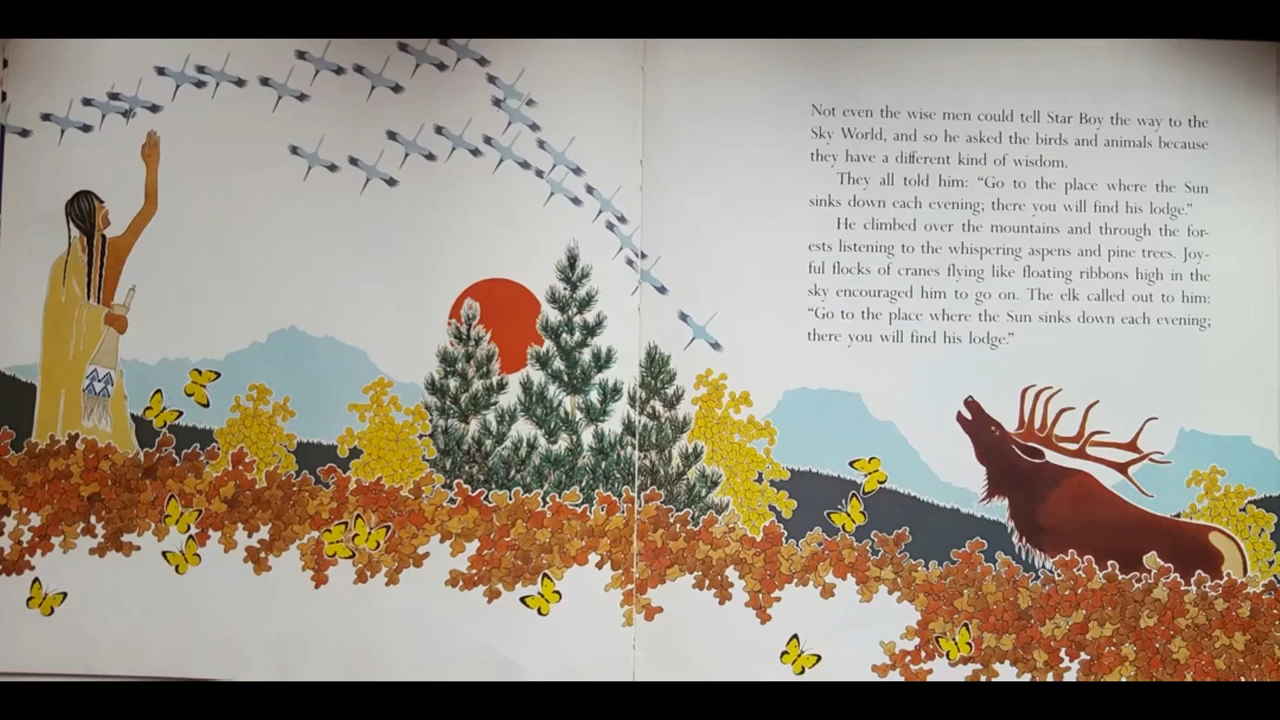 Not even the wise men could tell Star Boy the way to the
Sky World, and so he asked the birds and animals because
they have a different kind of wisdom.
They all told him: “Go to the place where the Sun
sinks down each evening; there you will find his lodge.”
He climbed over the mountains and through the for-
ests listening to the whispering aspens and pine trees. Joy-
ful flocks of cranes flying like floating ribbons high in the
sky encouraged him to go on. The elk called out to him:
“Go to the place where the Sun sinks down each evening;
there you will find his lodge.”